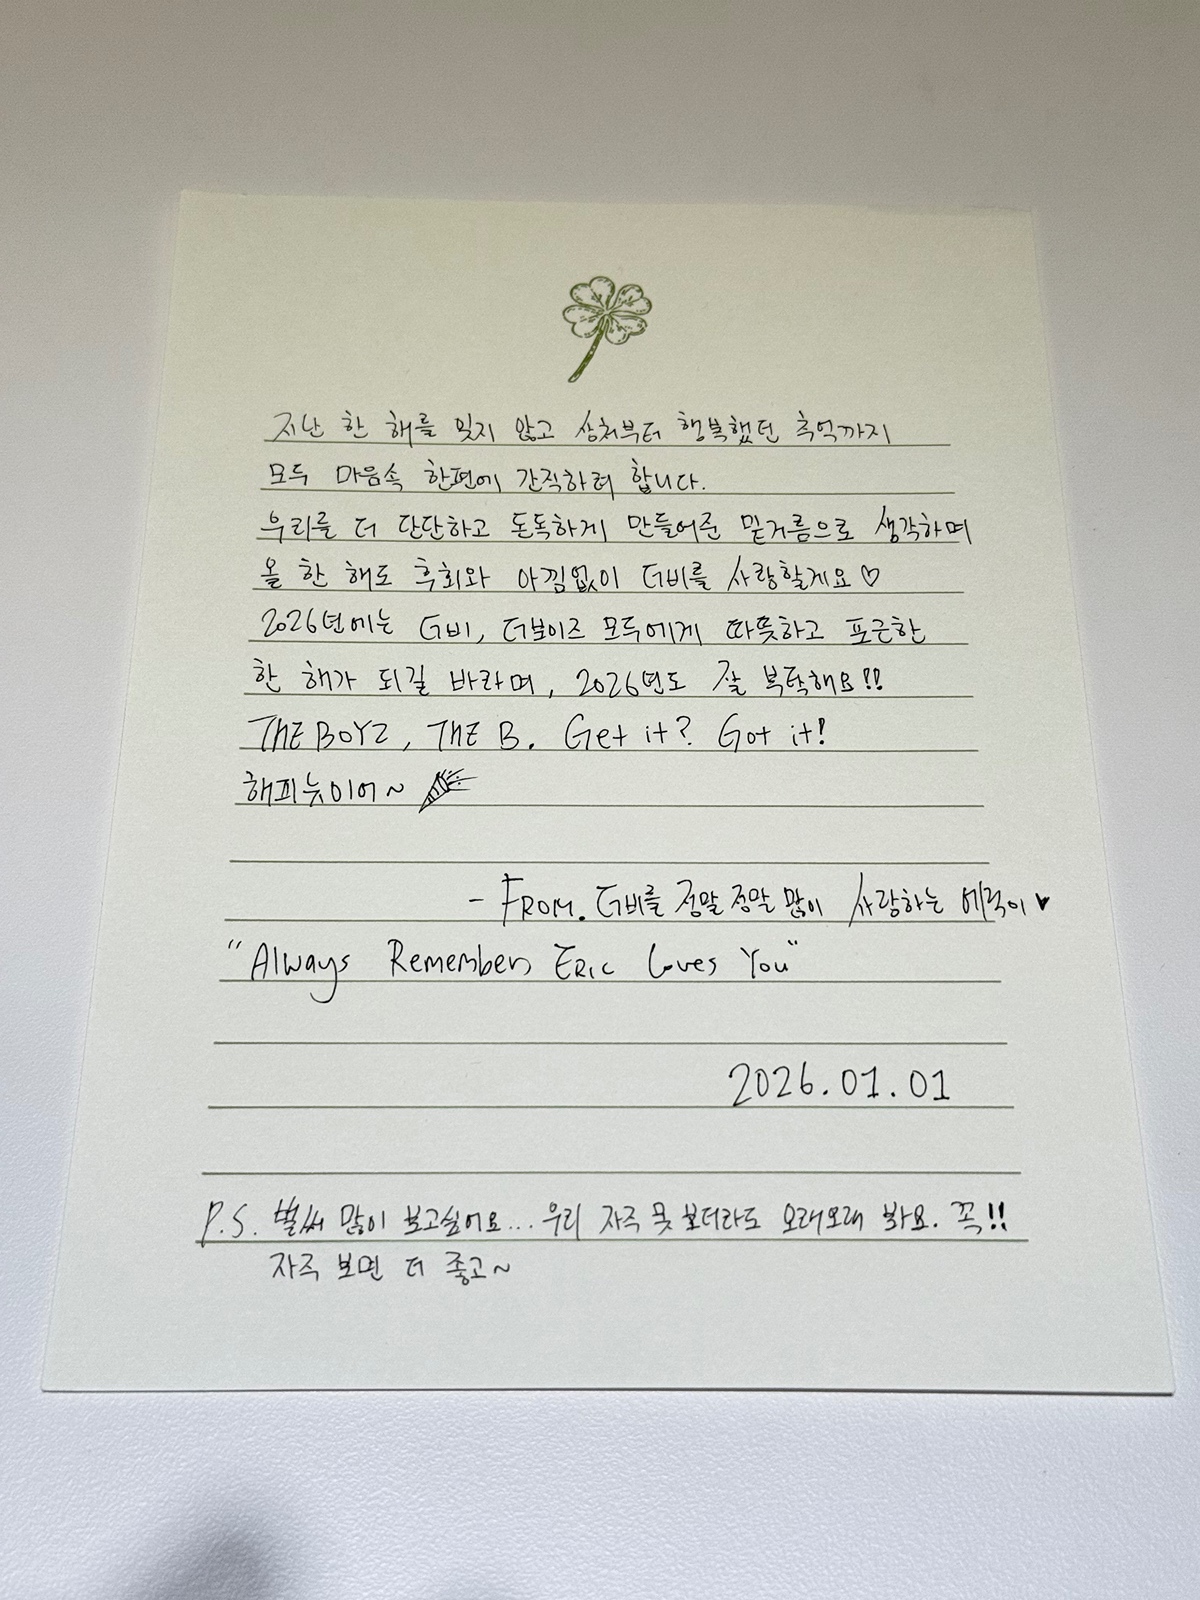 지난 한 해를 잊지 않고 상처부터 행복했던 추억까지
모두 마음속 한편에 간직하려 합니다.
우리를 더 단단하고 돈독하게 만들어준 밑거름으로 생각하며
올 한 해도 후회와 아낌없이 더비를 사랑할게요♡
2026년에는 더비, 더보이즈 모두에게 따뜻하고 포근한
한 해가 되길 바라며, 2026년도 잘 부탁해요!!
THE BOYZ, THE B. Get it? Got it!
해피뉴이어~
- FROM. 더비를 정말 정말 많이 사랑하는 에릭이♥
"Always Remember, ERIC Loves You"
2026.01.01
P.S. 벌써 많이 보고싶어요... 우리 자주 못 보더라도 오래오래 봐요. 꼭!!
자주 보면 더 좋고~